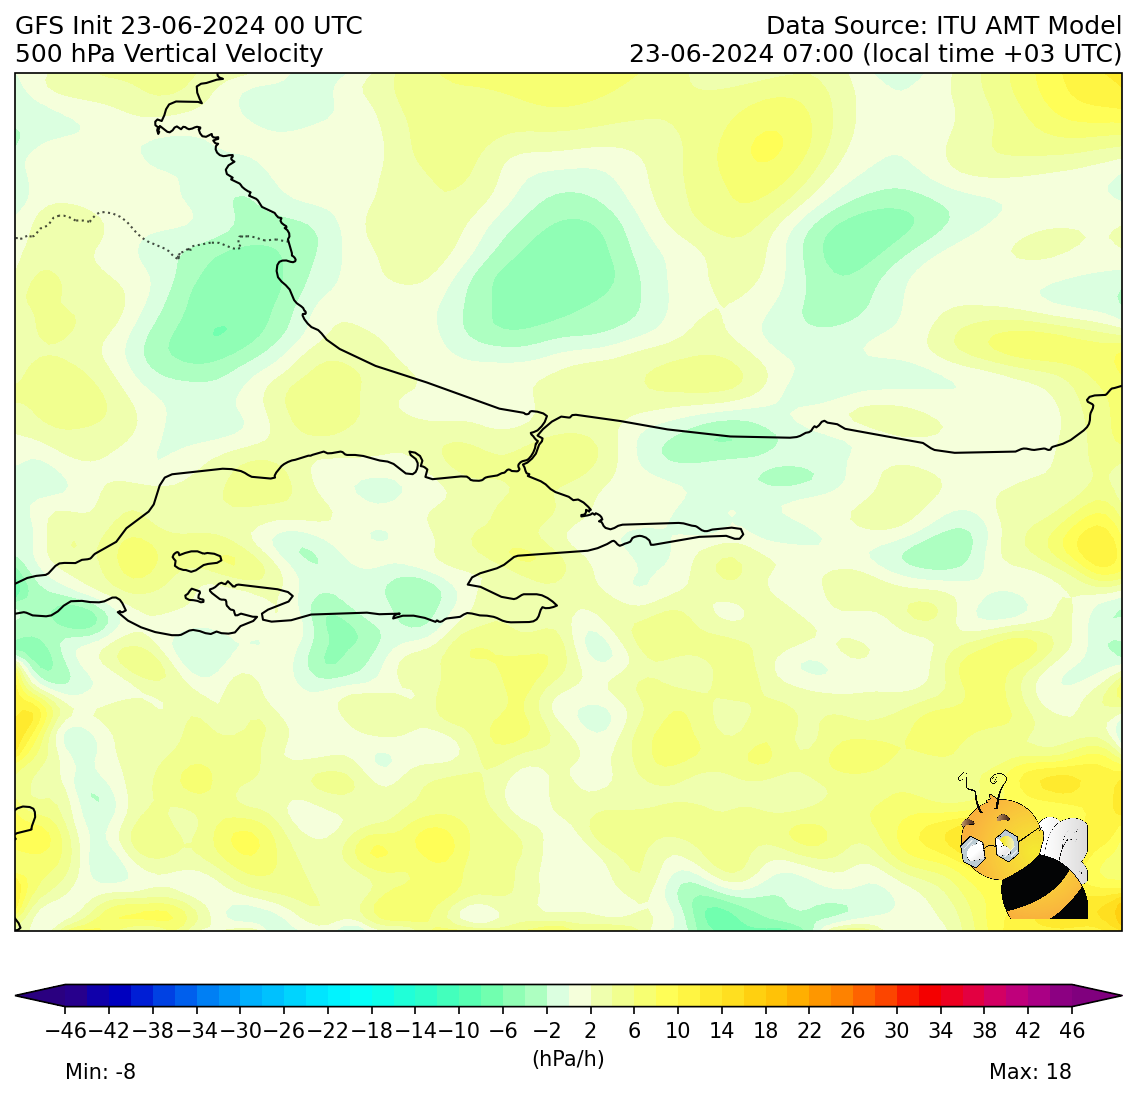 GFS Init 23-06-2024 00 UTC
Data Source: ITU AMT Model
500 hPa Vertical Velocity
23-06-2024 07:00 (local time +03 UTC)
−46 −42 −38 −34 −30 −26 −22 −18 −14 −10 −6 −2 2 6 10 14 18 22 26 30 34 38 42 46
(hPa/h)
Min: -8
Max: 18